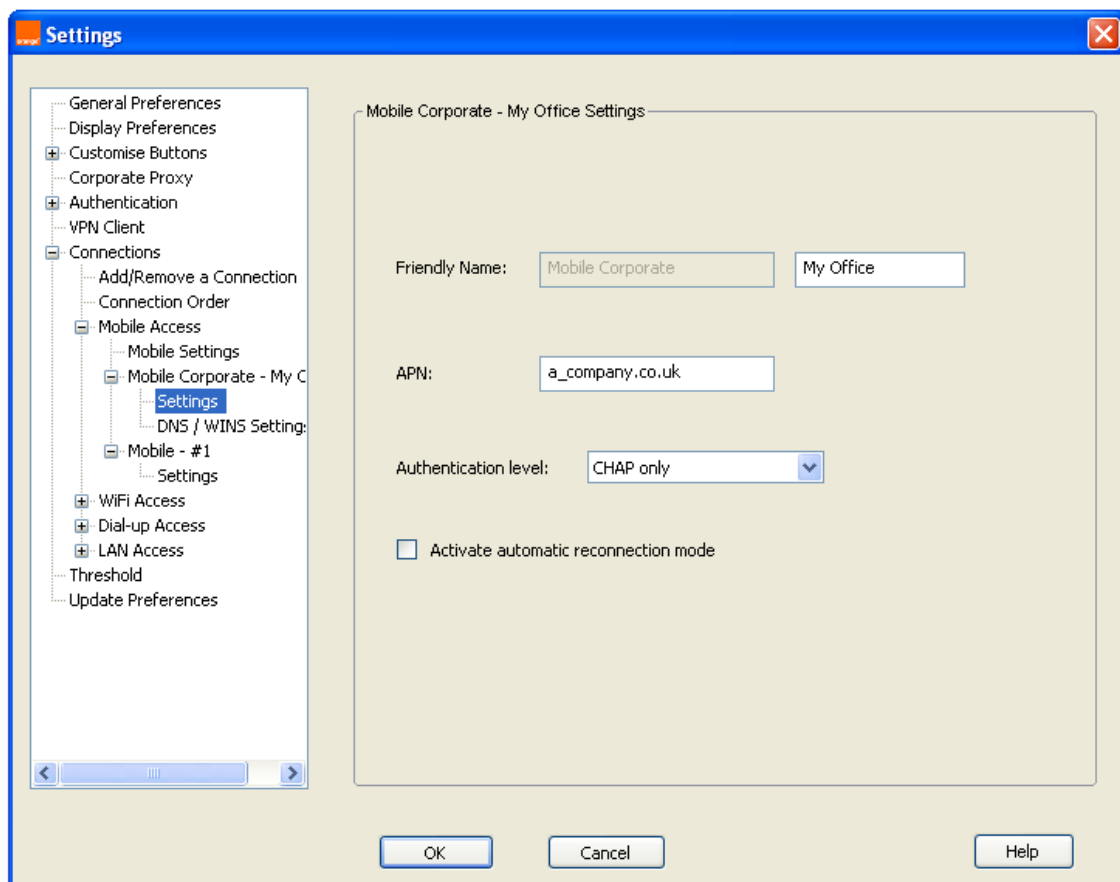 orange
Settings
General Preferences
Display Preferences
Customise Buttons
Corporate Proxy
Authentication
VPN Client
Connections
Add/Remove a Connection
Connection Order
Mobile Access
Mobile Settings
Mobile Corporate - My C
Settings
DNS / WINS Setting
Mobile - #1
Settings
WiFi Access
Dial-up Access
LAN Access
Threshold
Update Preferences
Mobile Corporate - My Office Settings
Friendly Name: Mobile Corporate My Office
APN: a_company.co.uk
Authentication level: CHAP only
Activate automatic reconnection mode
OK Cancel Help